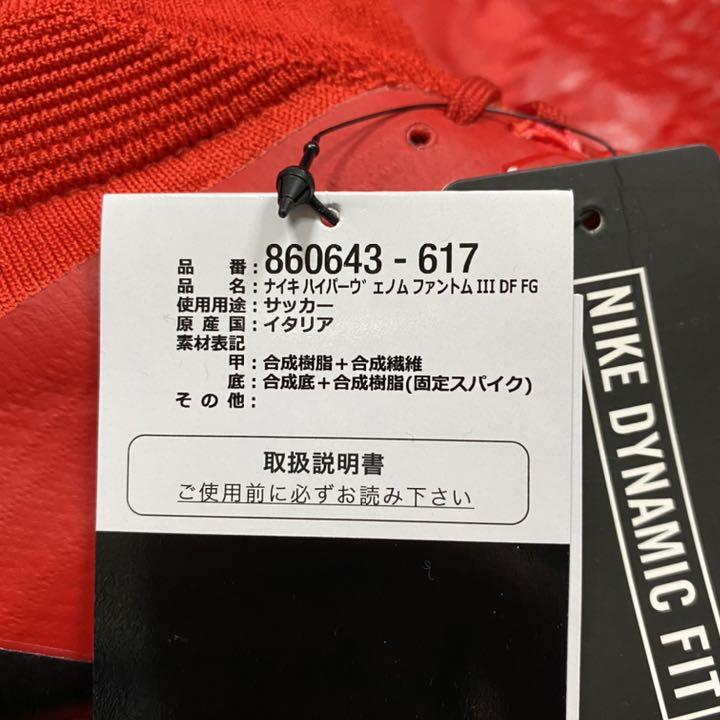 品番:860643 - 617
品名:ナイキ ハイパーヴェノム ファントム III DF FG
使用用途:サッカー
原産国:イタリア
素材表記
甲:合成樹脂+合成繊維
底:合成底+合成樹脂(固定スパイク)
その他:
取扱説明書
ご使用前に必ずお読み下さい
NIKE DYNAMIC FIT